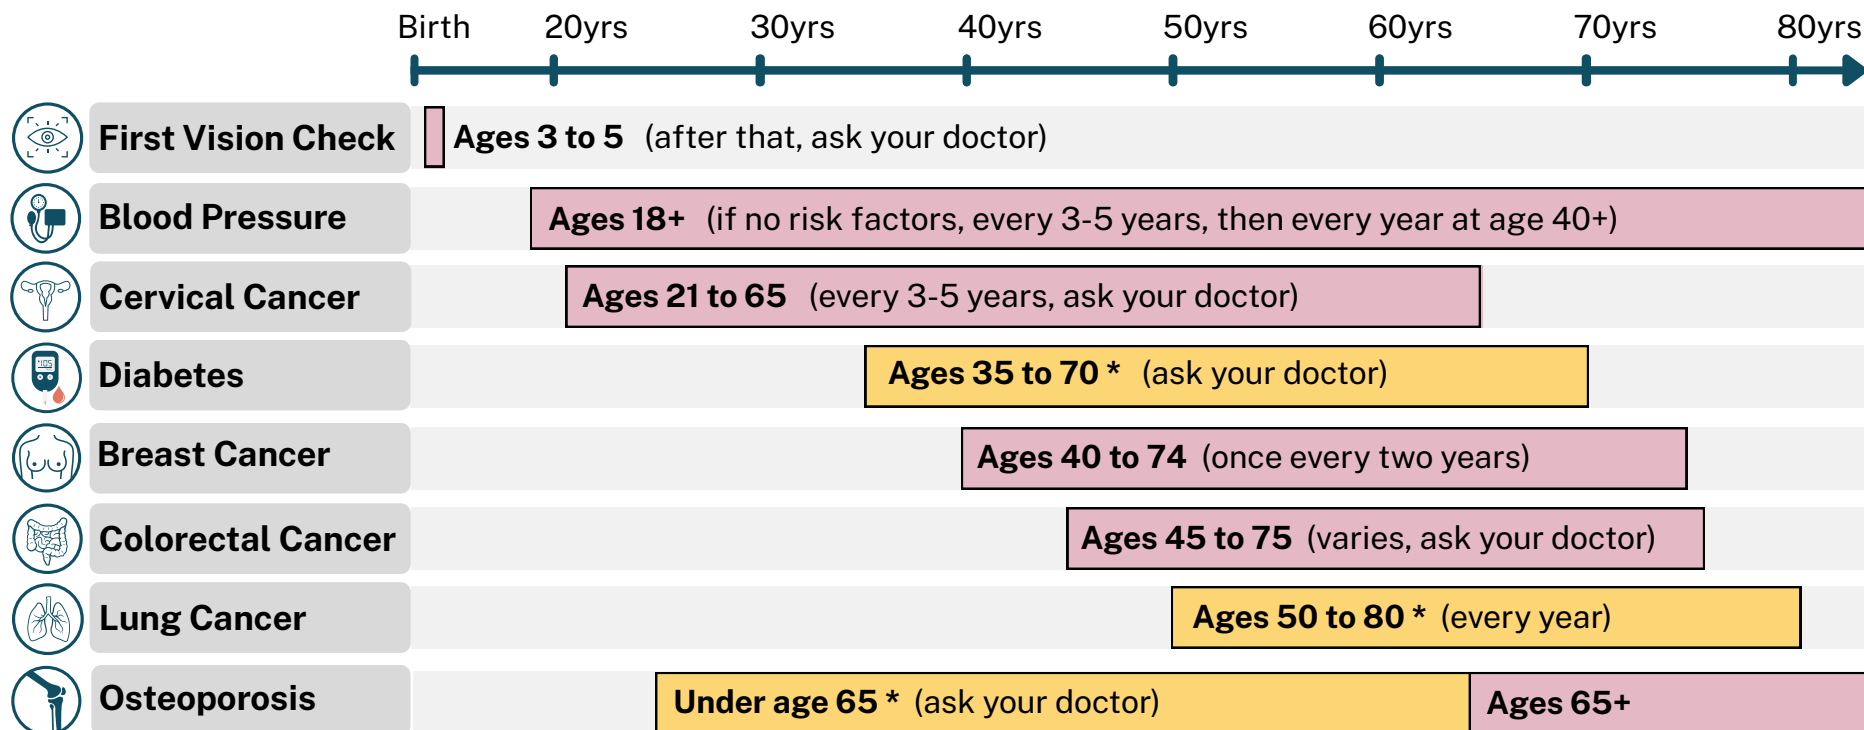 Birth 20yrs 30yrs 40yrs 50yrs 60yrs 70yrs 80yrs
First Vision Check Ages 3 to 5 (after that, ask your doctor)
Blood Pressure Ages 18+ (if no risk factors, every 3-5 years, then every year at age 40+)
Cervical Cancer Ages 21 to 65 (every 3-5 years, ask your doctor)
Diabetes Ages 35 to 70 * (ask your doctor)
Breast Cancer Ages 40 to 74 (once every two years)
Colorectal Cancer Ages 45 to 75 (varies, ask your doctor)
Lung Cancer Ages 50 to 80 * (every year)
Osteoporosis Under age 65 * (ask your doctor) Ages 65+